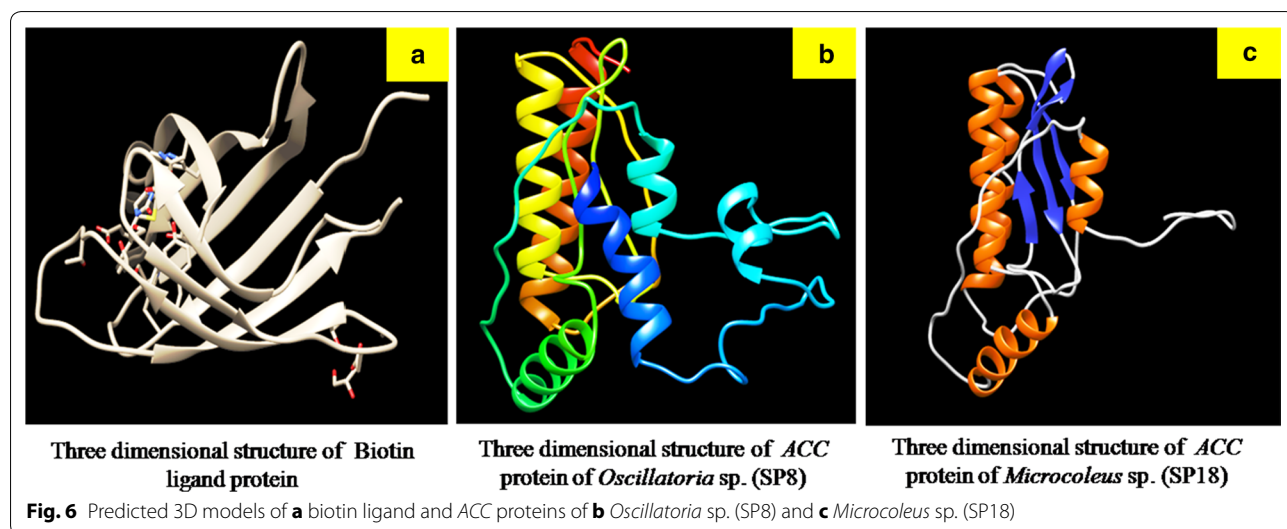 a
b
c
Three dimensional structure of Biotin
ligand protein
Three dimensional structure of ACC
protein of Oscillatoria sp. (SP8)
Three dimensional structure of ACC
protein of Microcoleus sp. (SP18)
Fig. 6 Predicted 3D models of a biotin ligand and ACC proteins of b Oscillatoria sp. (SP8) and c Microcoleus sp. (SP18)